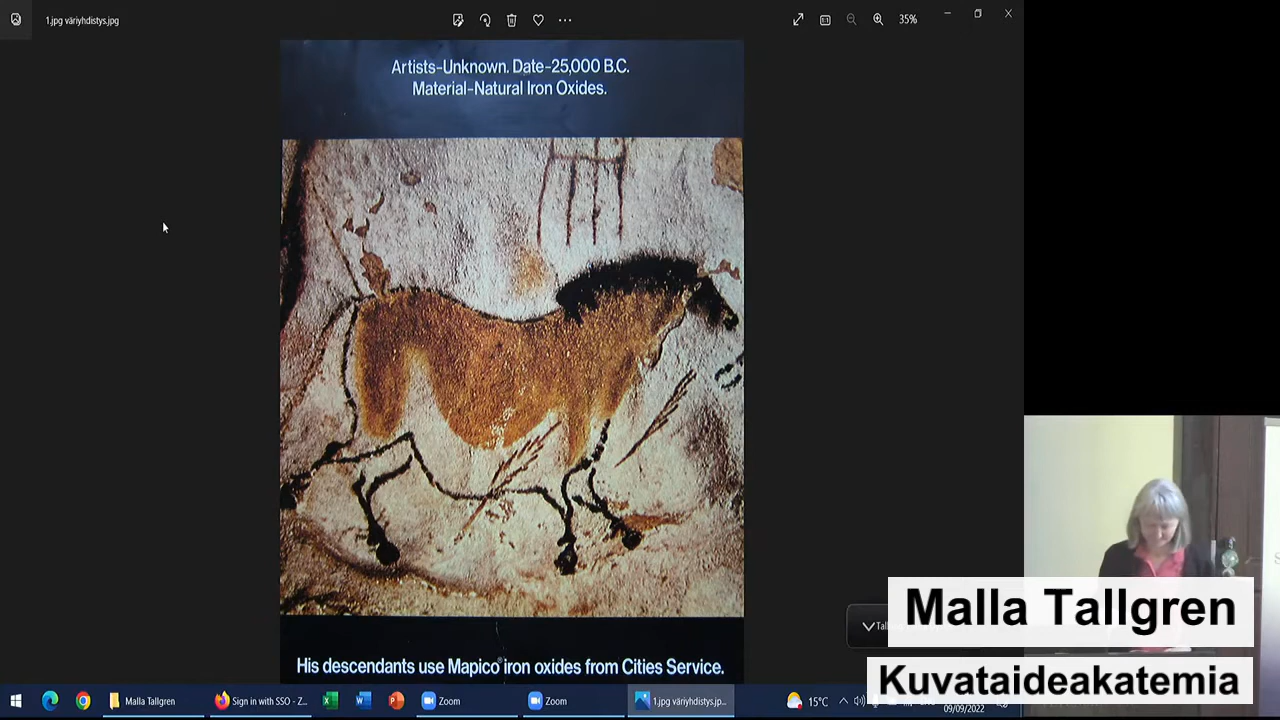 1.jpg väriyhdistys.jpg
35%
Artists-Unknown. Date-25,000 B.C.
Material-Natural Iron Oxides.
His descendants use Mapico® iron oxides from Cities Service.
Malla Tallgren
Kuvataideakatemia
Malla Tallgren
Sign in with SSO - Z...
Zoom
Zoom
1.jpg väriyhdistys.jp...
15°C
09/09/2022